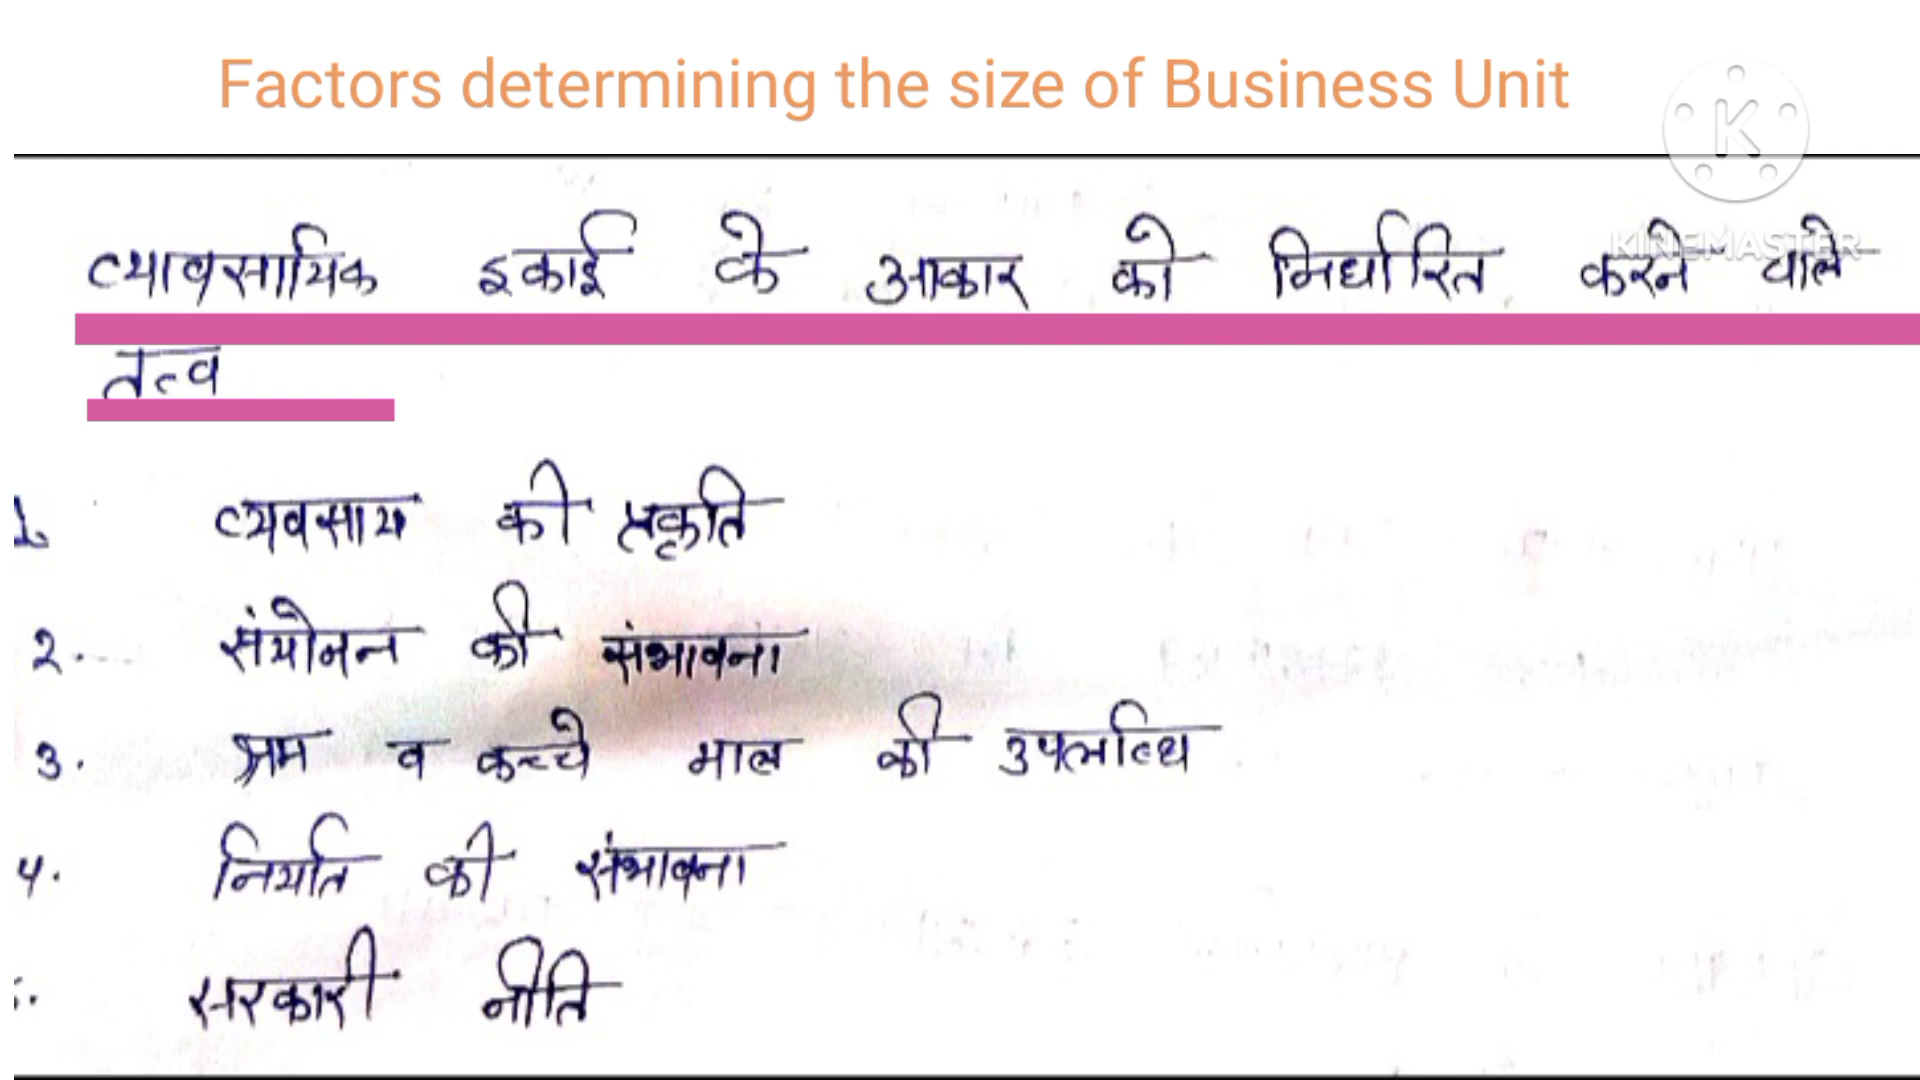 Factors determining the size of Business Unit
K
KINEMASTER
व्यावसायिक इकाई के आकार को निर्धारित करने वाले
तत्व
1. व्यवसाय की प्रकृति
2. संयोजन की संभावना
3. श्रम व कच्चे माल की उपलब्धि
4. निर्यात की संभावना
सरकारी नीति